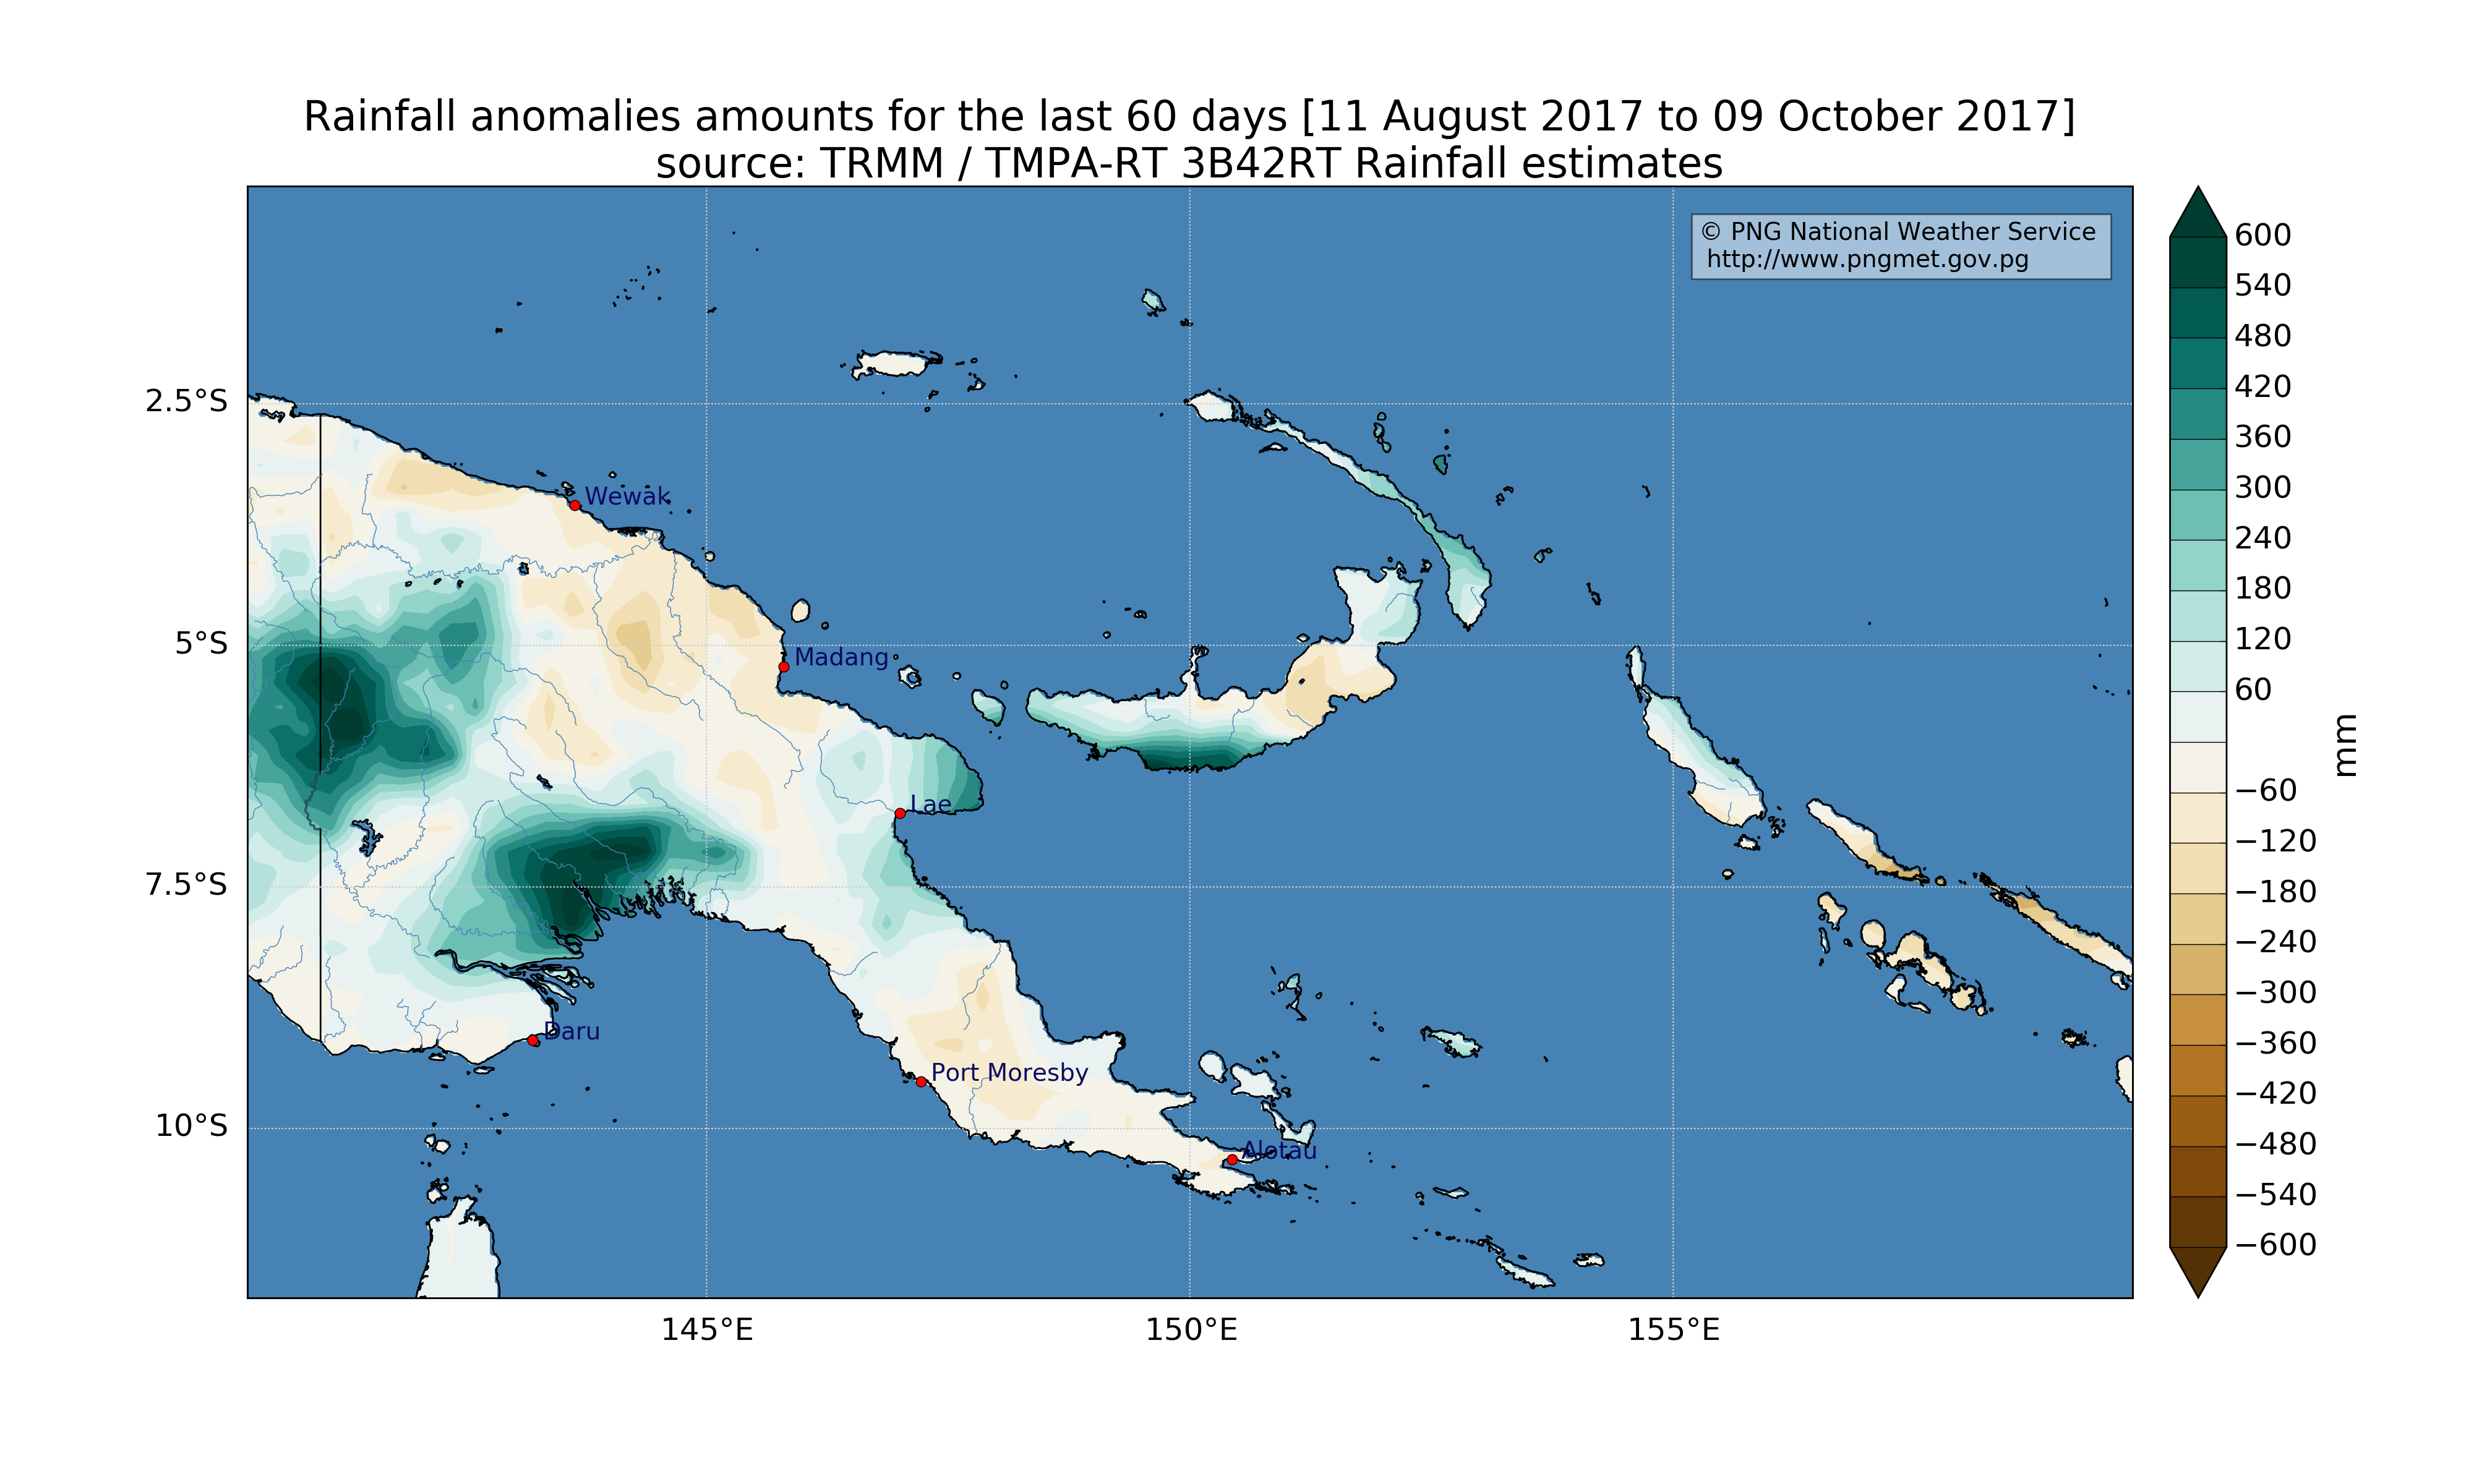 Rainfall anomalies amounts for the last 60 days [11 August 2017 to 09 October 2017]
source: TRMM / TMPA-RT 3B42RT Rainfall estimates
© PNG National Weather Service
http://www.pngmet.gov.pg
600
540
480
420
360
300
240
180
120
60
−60
−120
−180
−240
−300
−360
−420
−480
−540
−600
mm
2.5°S
5°S
7.5°S
10°S
Wewak
Madang
Lae
Daru
Port Moresby
Alotau
145°E
150°E
155°E